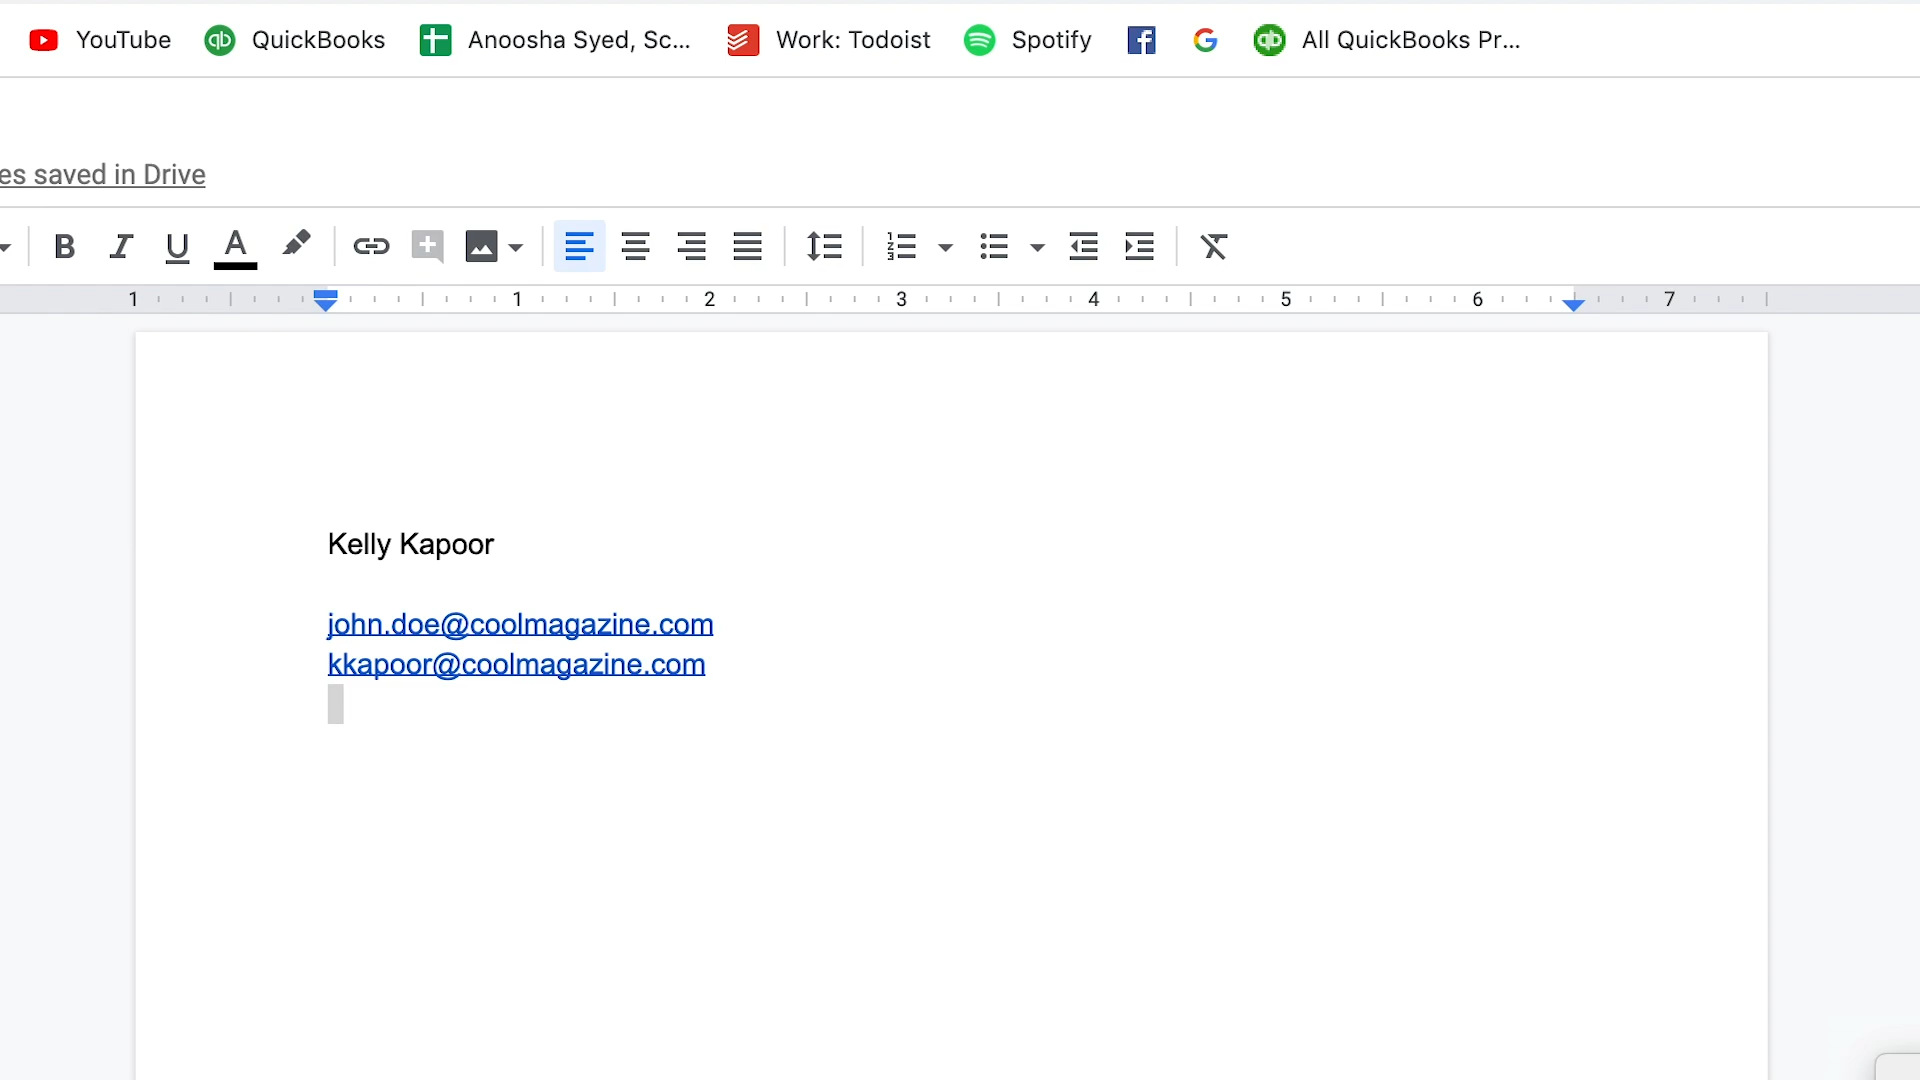 YouTube QuickBooks Anoosha Syed, Sc... Work: Todoist Spotify All QuickBooks Pr...
es saved in Drive
B I U A
1 1 2 3 4 5 6 7
Kelly Kapoor
john.doe@coolmagazine.com
kkapoor@coolmagazine.com